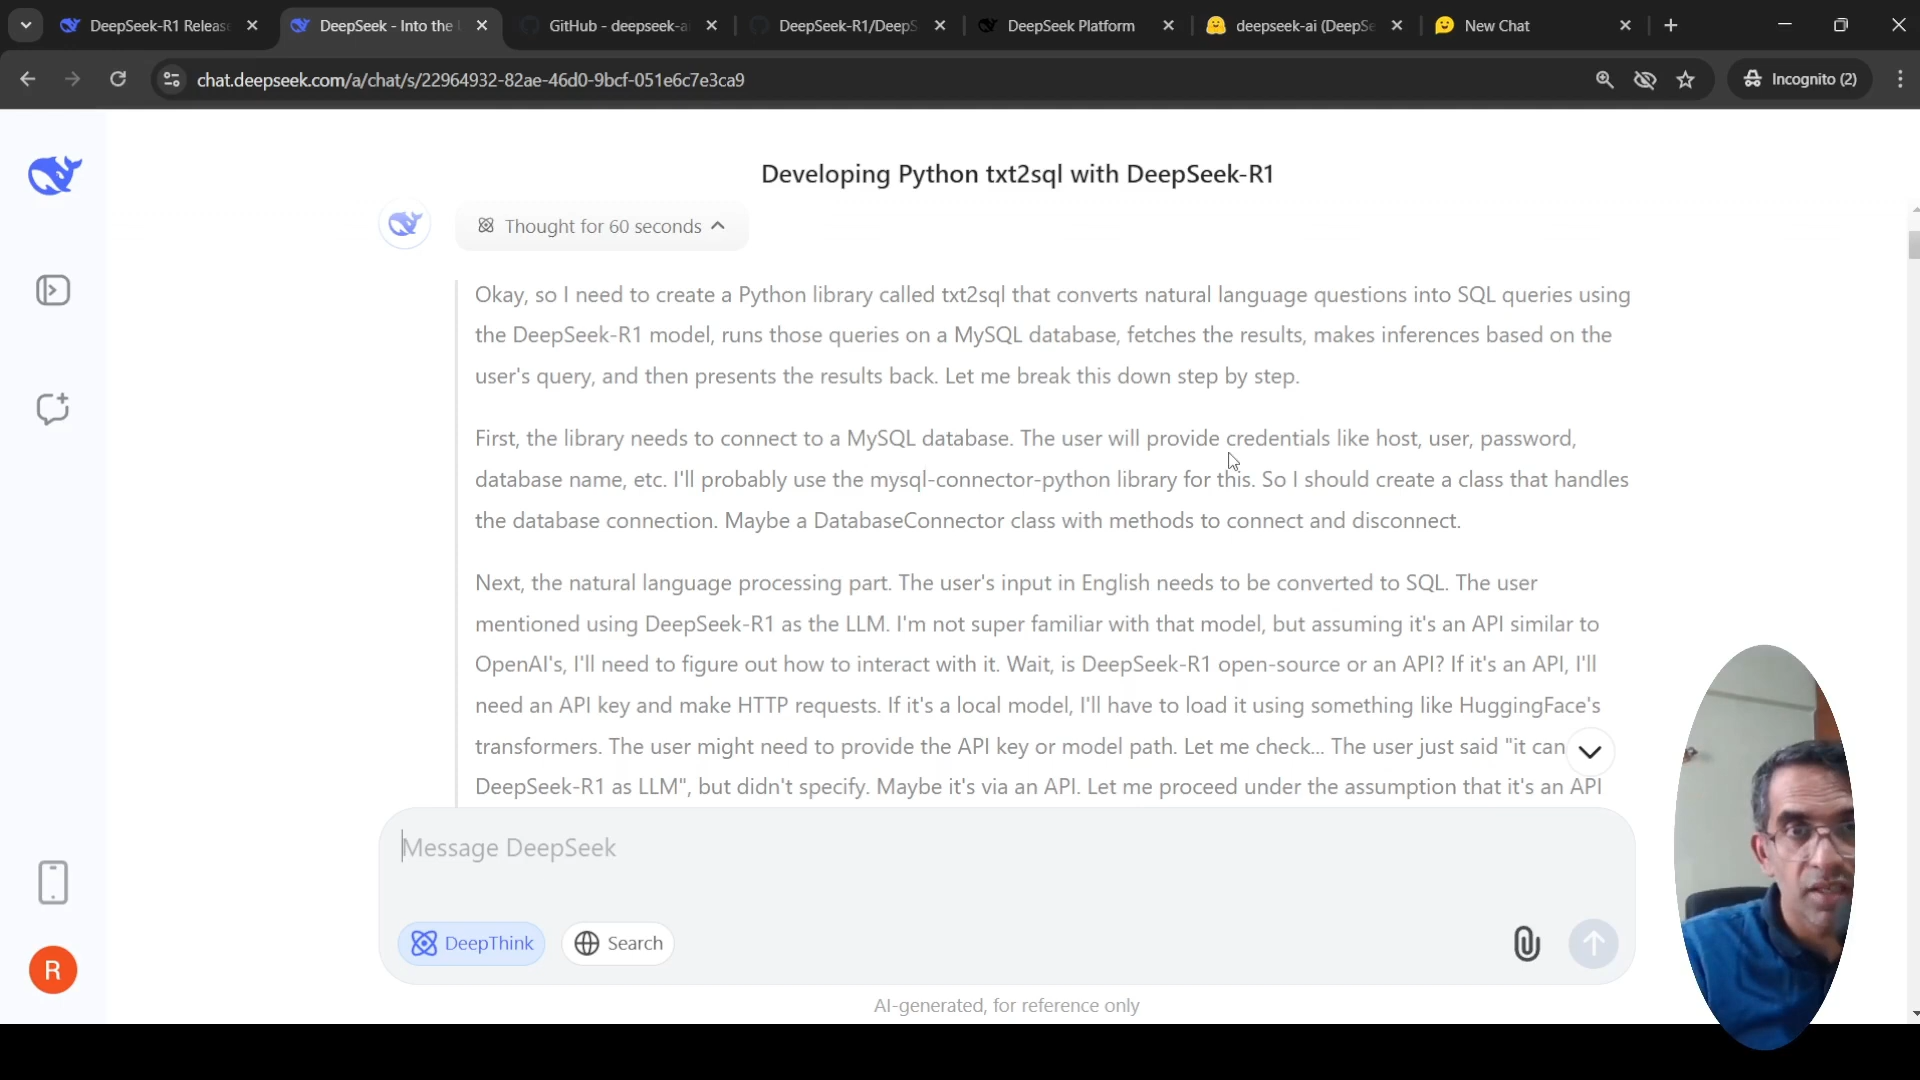 DeepSeek-R1 Releas
DeepSeek - Into the
GitHub - deepseek-a
DeepSeek-R1/DeepS
DeepSeek Platform
deepseek-ai (DeepSe
New Chat
chat.deepseek.com/a/chat/s/22964932-82ae-46d0-9bcf-051e6c7e3ca9
Incognito (2)
Developing Python txt2sql with DeepSeek-R1
Thought for 60 seconds
Okay, so I need to create a Python library called txt2sql that converts natural language questions into SQL queries using
the DeepSeek-R1 model, runs those queries on a MySQL database, fetches the results, makes inferences based on the
user's query, and then presents the results back. Let me break this down step by step.
First, the library needs to connect to a MySQL database. The user will provide credentials like host, user, password,
database name, etc. I'll probably use the mysql-connector-python library for this. So I should create a class that handles
the database connection. Maybe a DatabaseConnector class with methods to connect and disconnect.
Next, the natural language processing part. The user's input in English needs to be converted to SQL. The user
mentioned using DeepSeek-R1 as the LLM. I'm not super familiar with that model, but assuming it's an API similar to
OpenAI's, I'll need to figure out how to interact with it. Wait, is DeepSeek-R1 open-source or an API? If it's an API, I'll
need an API key and make HTTP requests. If it's a local model, I'll have to load it using something like HuggingFace's
transformers. The user might need to provide the API key or model path. Let me check... The user just said "it can
DeepSeek-R1 as LLM", but didn't specify. Maybe it's via an API. Let me proceed under the assumption that it's an API
Message DeepSeek
DeepThink
Search
R
AI-generated, for reference only